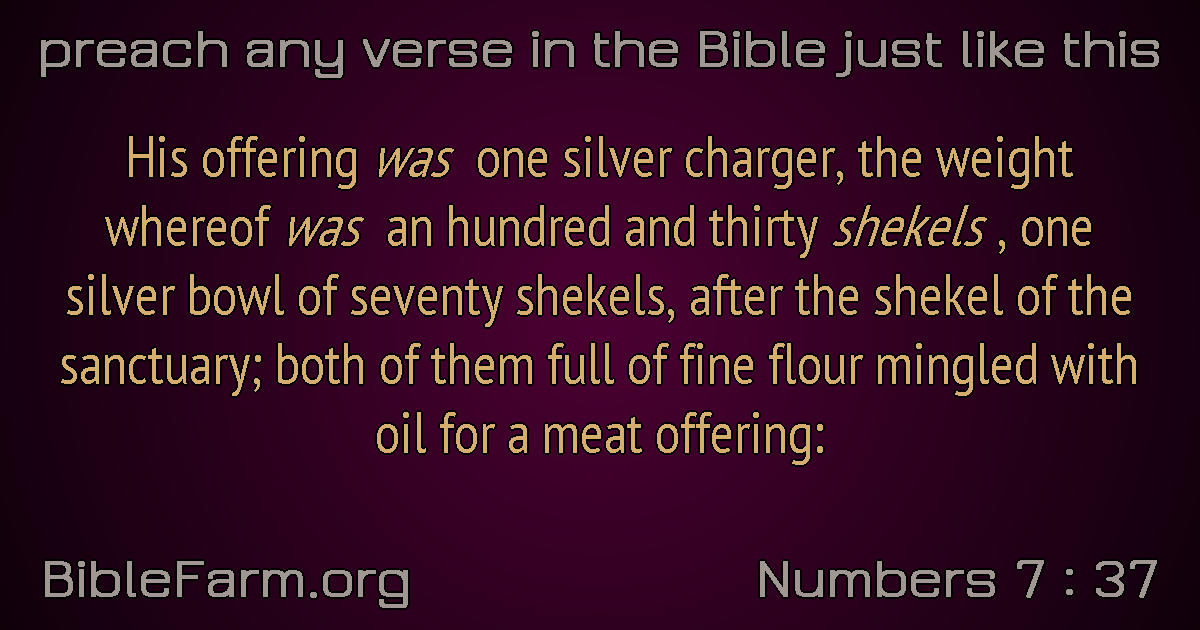 preach any verse in the Bible just like this
His offering was one silver charger, the weight
whereof was an hundred and thirty shekels , one
silver bowl of seventy shekels, after the shekel of the
sanctuary; both of them full of fine flour mingled with
oil for a meat offering:
BibleFarm.org
Numbers 7 : 37